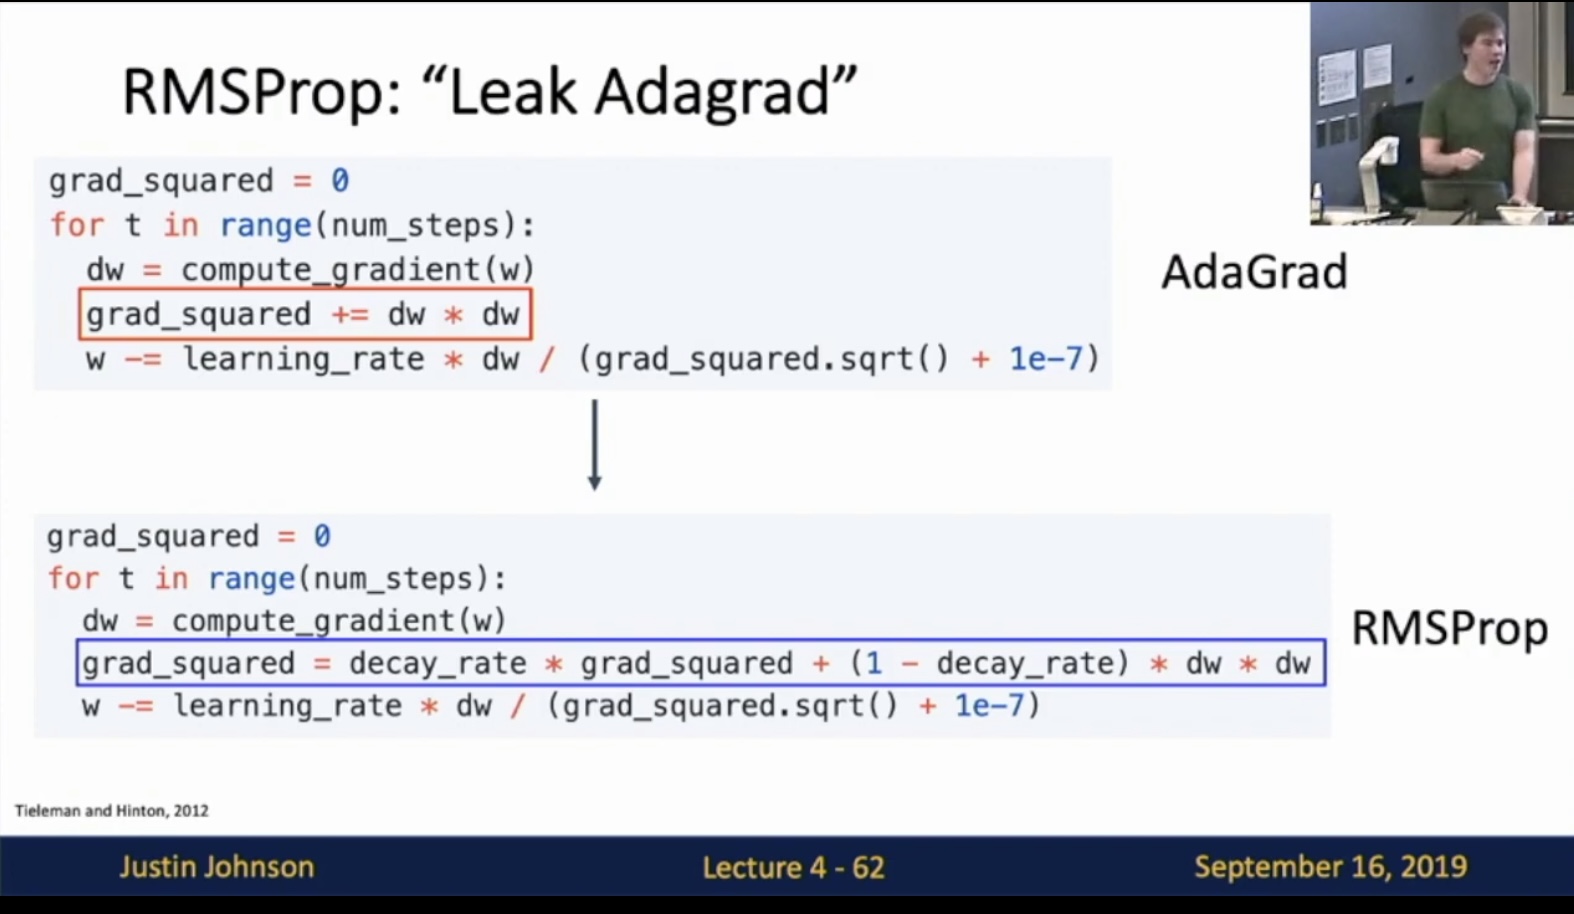 RMSProp: “Leak Adagrad”
grad_squared = 0
for t in range(num_steps):
  dw = compute_gradient(w)
  grad_squared += dw * dw
  w -= learning_rate * dw / (grad_squared.sqrt() + 1e-7)
AdaGrad
grad_squared = 0
for t in range(num_steps):
  dw = compute_gradient(w)
  grad_squared = decay_rate * grad_squared + (1 - decay_rate) * dw * dw
  w -= learning_rate * dw / (grad_squared.sqrt() + 1e-7)
RMSProp
Tieleman and Hinton, 2012
Justin Johnson
Lecture 4 - 62
September 16, 2019